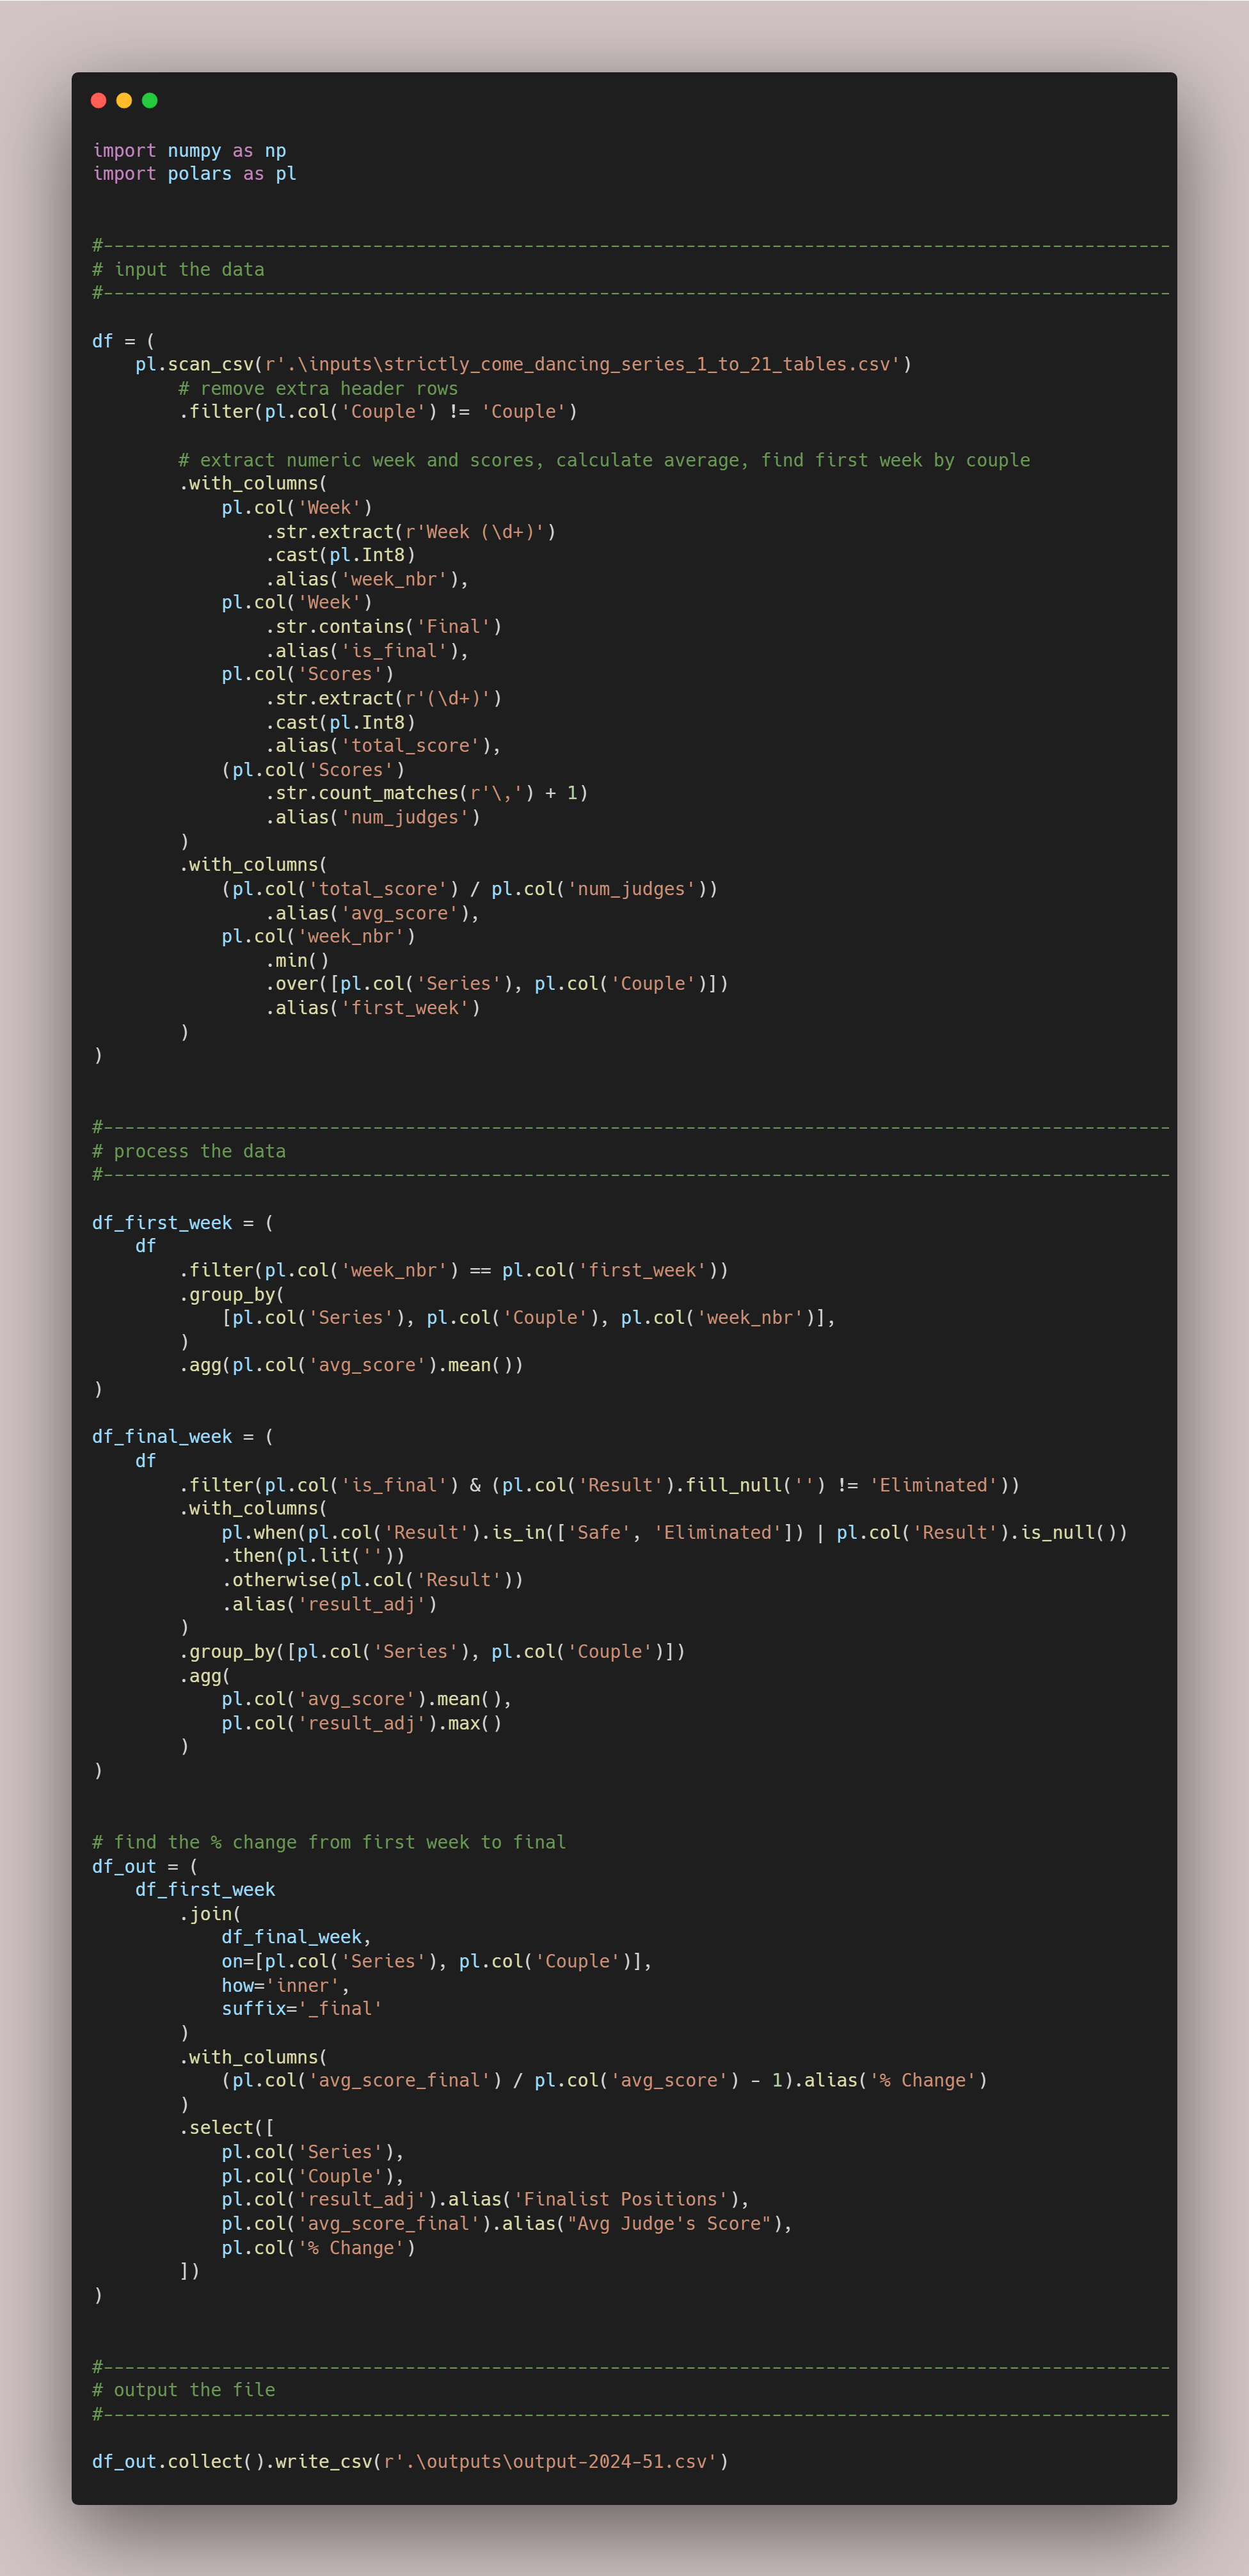 import numpy as np
import polars as pl
#---------------------------------------------------------------------------------------------------
# input the data
#---------------------------------------------------------------------------------------------------
df = (
    pl.scan_csv(r'.\inputs\strictly_come_dancing_series_1_to_21_tables.csv')
        # remove extra header rows
        .filter(pl.col('Couple') != 'Couple')
        # extract numeric week and scores, calculate average, find first week by couple
        .with_columns(
            pl.col('Week')
                .str.extract(r'Week (\d+)')
                .cast(pl.Int8)
                .alias('week_nbr'),
            pl.col('Week')
                .str.contains('Final')
                .alias('is_final'),
            pl.col('Scores')
                .str.extract(r'(\d+)')
                .cast(pl.Int8)
                .alias('total_score'),
            (pl.col('Scores')
                .str.count_matches(r'\,') + 1)
                .alias('num_judges')
        )
        .with_columns(
            (pl.col('total_score') / pl.col('num_judges'))
                .alias('avg_score'),
            pl.col('week_nbr')
                .min()
                .over([pl.col('Series'), pl.col('Couple')])
                .alias('first_week')
        )
)
#---------------------------------------------------------------------------------------------------
# process the data
#---------------------------------------------------------------------------------------------------
df_first_week = (
    df
        .filter(pl.col('week_nbr') == pl.col('first_week'))
        .group_by(
            [pl.col('Series'), pl.col('Couple'), pl.col('week_nbr')],
        )
        .agg(pl.col('avg_score').mean())
)
df_final_week = (
    df
        .filter(pl.col('is_final') & (pl.col('Result').fill_null('') != 'Eliminated'))
        .with_columns(
            pl.when(pl.col('Result').is_in(['Safe', 'Eliminated']) | pl.col('Result').is_null())
            .then(pl.lit(''))
            .otherwise(pl.col('Result'))
            .alias('result_adj')
        )
        .group_by([pl.col('Series'), pl.col('Couple')])
        .agg(
            pl.col('avg_score').mean(),
            pl.col('result_adj').max()
        )
)
# find the % change from first week to final
df_out = (
    df_first_week
        .join(
            df_final_week,
            on=[pl.col('Series'), pl.col('Couple')],
            how='inner',
            suffix='_final'
        )
        .with_columns(
            (pl.col('avg_score_final') / pl.col('avg_score') - 1).alias('% Change')
        )
        .select([
            pl.col('Series'),
            pl.col('Couple'),
            pl.col('result_adj').alias('Finalist Positions'),
            pl.col('avg_score_final').alias("Avg Judge's Score"),
            pl.col('% Change')
        ])
)
#---------------------------------------------------------------------------------------------------
# output the file
#---------------------------------------------------------------------------------------------------
df_out.collect().write_csv(r'.\outputs\output-2024-51.csv')